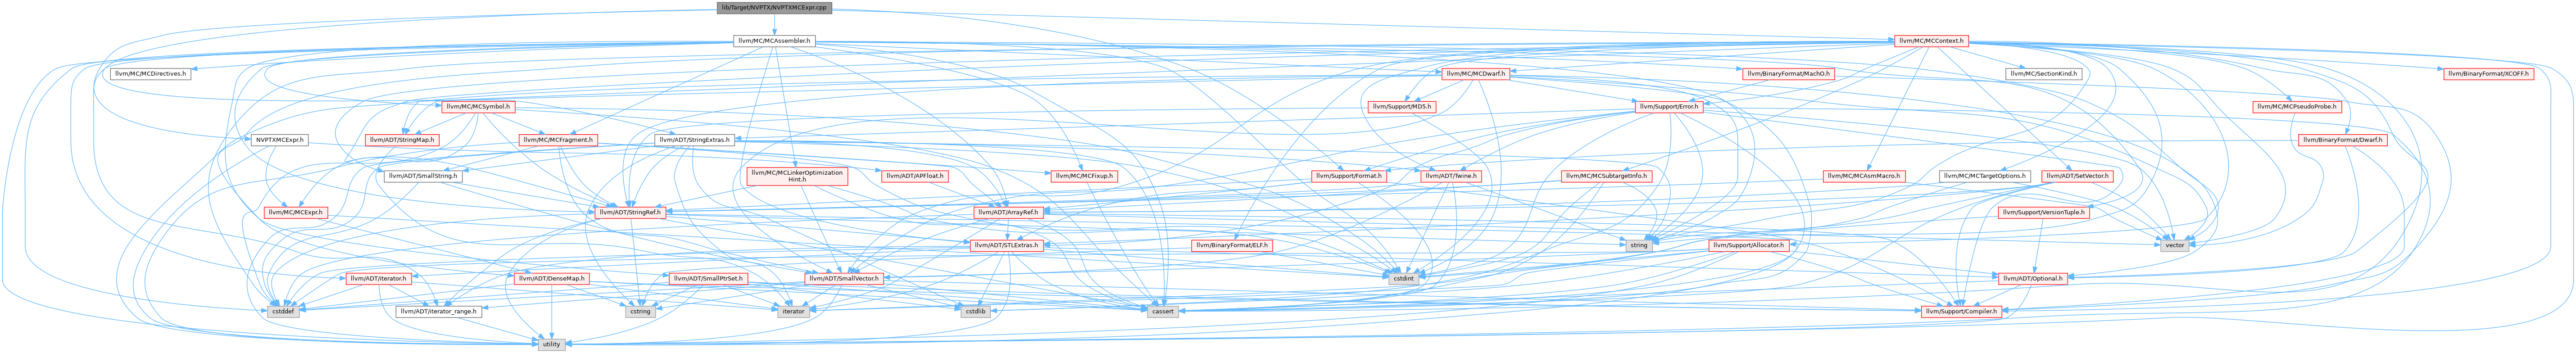 lib/Target/NVPTX/NVPTXMCExpr.cpp
llvm/MC/MCAssembler.h
llvm/MC/MCContext.h
llvm/MC/MCDirectives.h
llvm/MC/MCDwarf.h
llvm/BinaryFormat/MachO.h
llvm/MC/SectionKind.h
llvm/BinaryFormat/XCOFF.h
llvm/MC/MCSymbol.h
llvm/Support/MD5.h
llvm/Support/Error.h
llvm/MC/MCPseudoProbe.h
NVPTXMCExpr.h
llvm/ADT/StringMap.h
llvm/MC/MCFragment.h
llvm/ADT/StringExtras.h
llvm/BinaryFormat/Dwarf.h
llvm/ADT/SmallString.h
llvm/MC/MCLinkerOptimization
Hint.h
llvm/ADT/APFloat.h
llvm/MC/MCFixup.h
llvm/Support/Format.h
llvm/ADT/Twine.h
llvm/MC/MCSubtargetInfo.h
llvm/MC/MCAsmMacro.h
llvm/MC/MCTargetOptions.h
llvm/ADT/SetVector.h
llvm/MC/MCExpr.h
llvm/ADT/StringRef.h
llvm/ADT/ArrayRef.h
llvm/Support/VersionTuple.h
llvm/ADT/STLExtras.h
llvm/BinaryFormat/ELF.h
string
llvm/Support/Allocator.h
vector
llvm/ADT/iterator.h
llvm/ADT/DenseMap.h
llvm/ADT/SmallPtrSet.h
llvm/ADT/SmallVector.h
cstdint
llvm/ADT/Optional.h
cstddef
llvm/ADT/iterator_range.h
cstring
iterator
cstdlib
cassert
llvm/Support/Compiler.h
utility